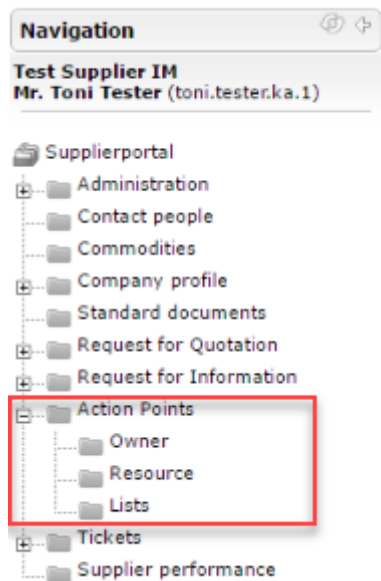 Navigation
Test Supplier IM
Mr. Toni Tester (toni.tester.ka.1)
Supplierportal
Administration
Contact people
Commodities
Company profile
Standard documents
Request for Quotation
Request for Information
Action Points
Owner
Resource
Lists
Tickets
Supplier performance